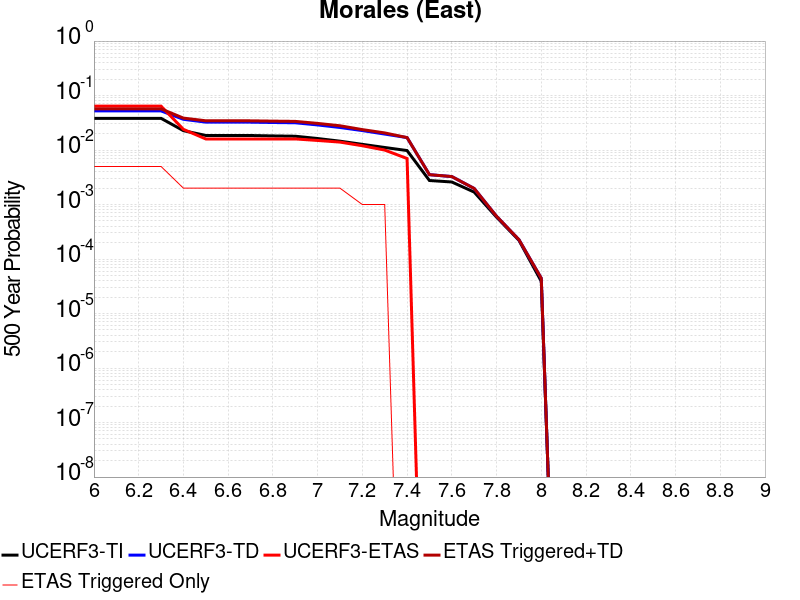 Morales (East)
10^0
10^-1
10^-2
10^-3
10^-4
10^-5
10^-6
10^-7
10^-8
500 Year Probability
6 6.2 6.4 6.6 6.8 7 7.2 7.4 7.6 7.8 8 8.2 8.4 8.6 8.8 9
Magnitude
UCERF3-TI UCERF3-TD UCERF3-ETAS ETAS Triggered+TD
ETAS Triggered Only